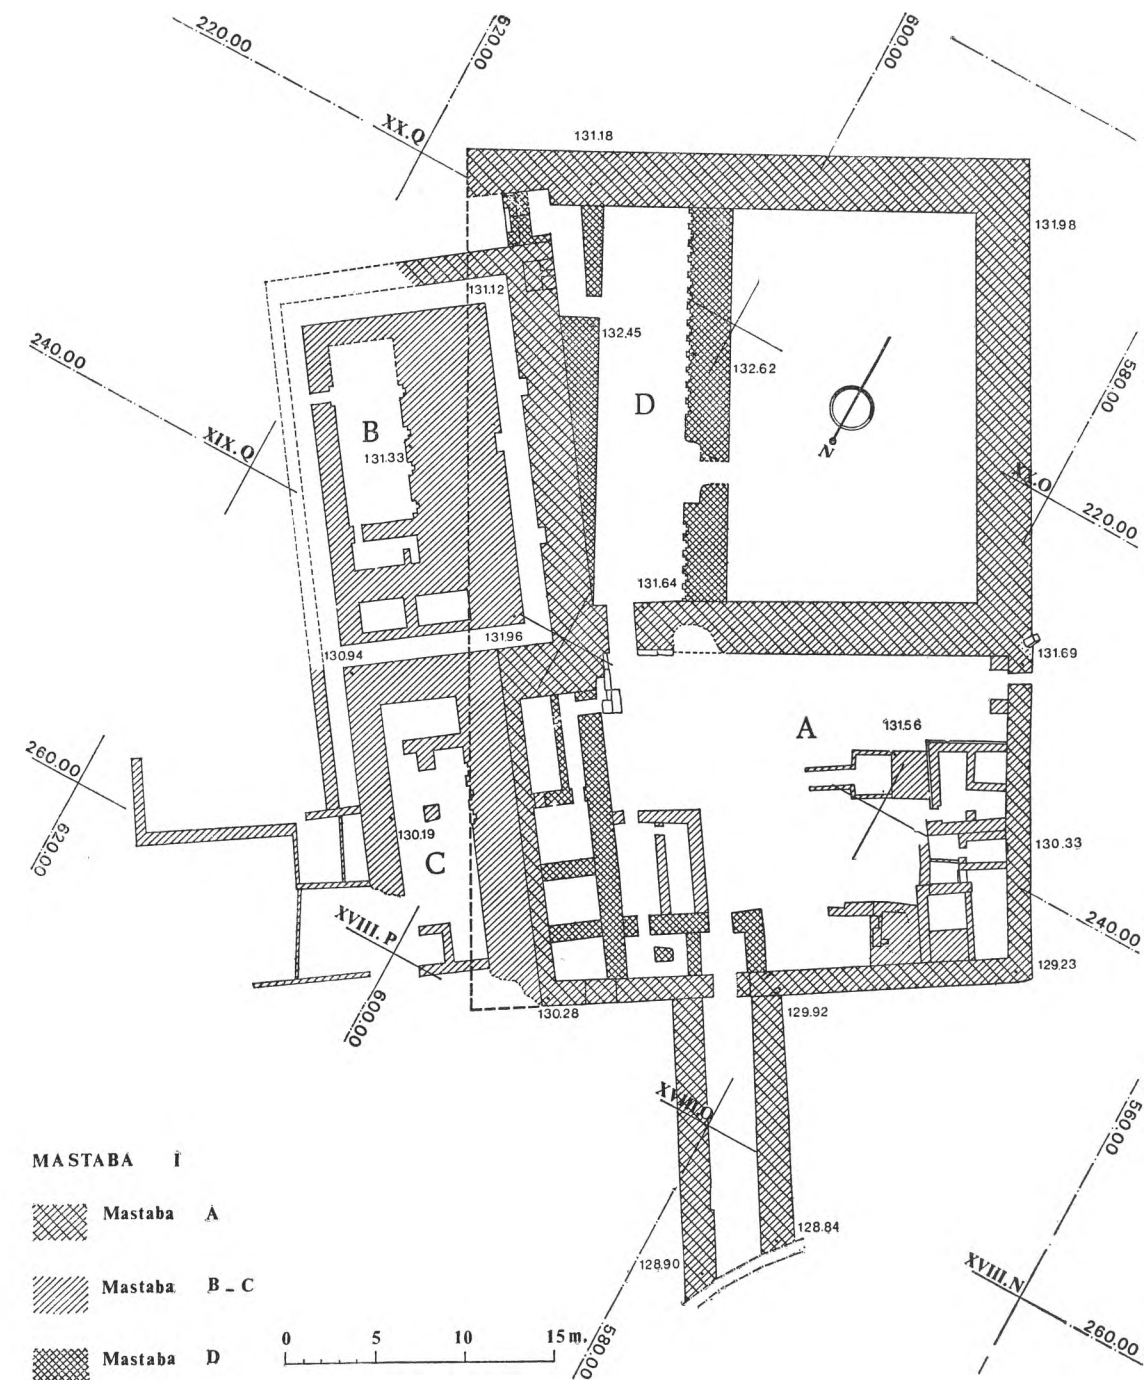 220.00
620.00
600.00
XX.Q
131.18
131.98
131.12
132.45
240.00
132.62
580.00
D
B
XIX.Q
131.33
N
XX.O
220.00
131.64
131.96
130.94
131.69
A
131.56
260.00
620.00
130.19
130.33
C
XVIII.P
240.00
129.23
600.00
130.28
129.92
XVIII.O
560.00
MASTABA I
Mastaba A
128.84
128.90
XVIII.N
Mastaba B - C
260.00
0 5 10 15 m.
580.00
Mastaba D